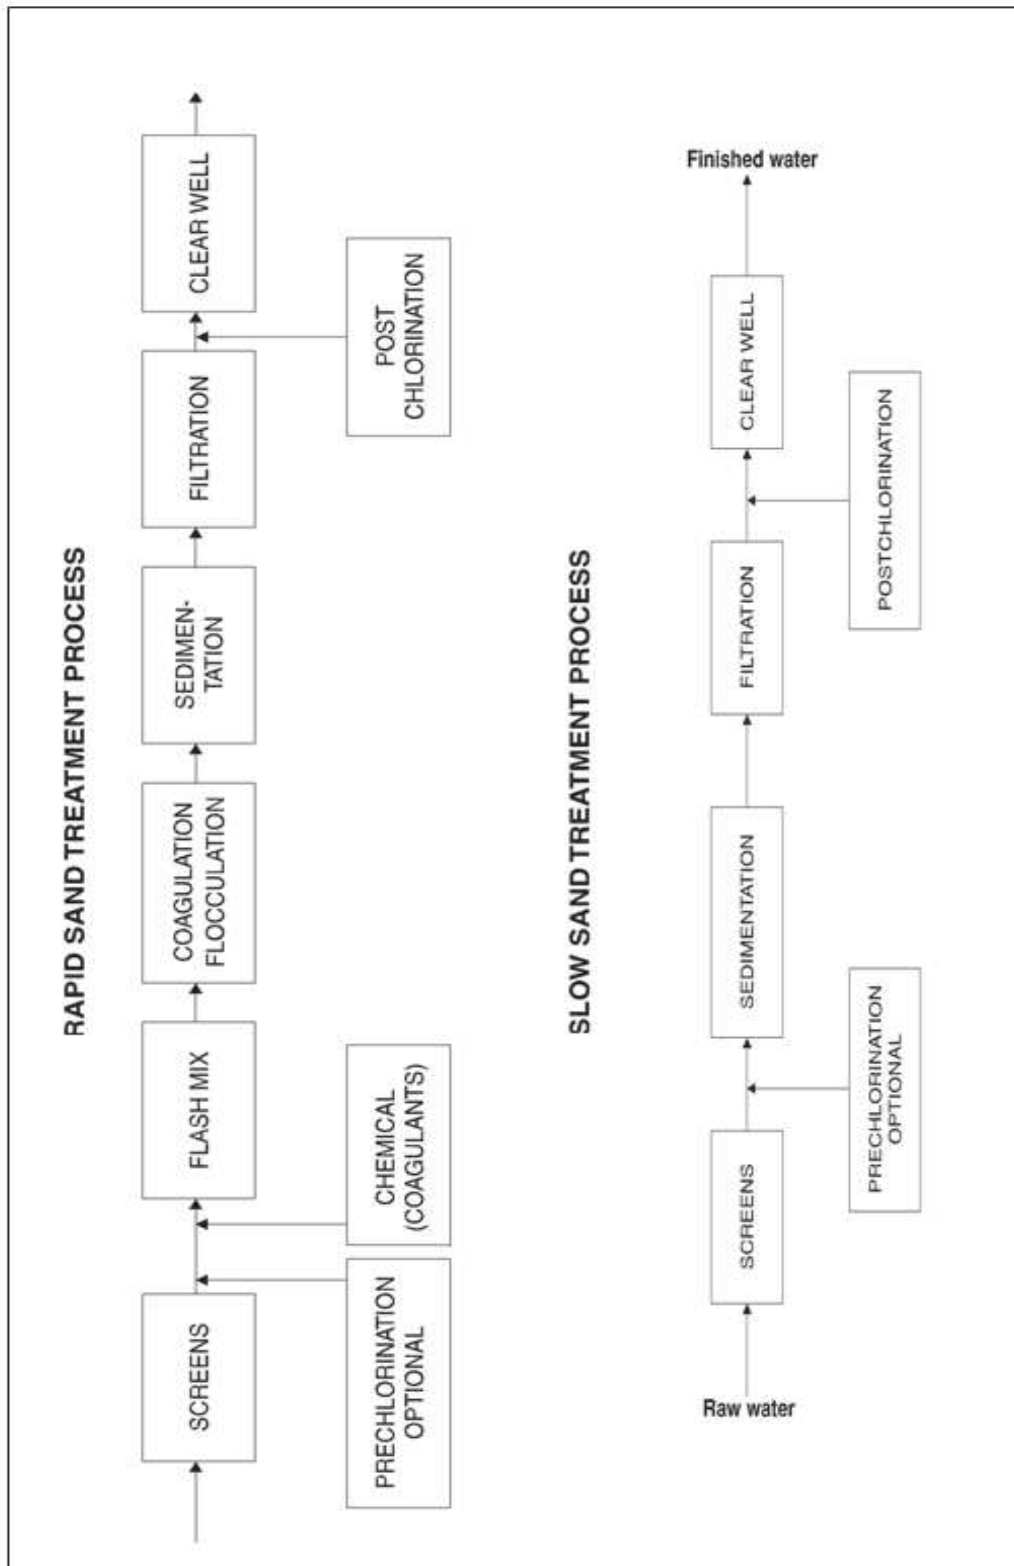 RAPID SAND TREATMENT PROCESS
SCREENS
PRECHLORINATION
OPTIONAL
CHEMICAL
(COAGULANTS)
FLASH MIX
COAGULATION
FLOCCULATION
SEDIMEN-
TATION
FILTRATION
POST
CHLORINATION
CLEAR WELL
SLOW SAND TREATMENT PROCESS
Raw water
SCREENS
PRECHLORINATION
OPTIONAL
SEDIMENTATION
FILTRATION
POSTCHLORINATION
CLEAR WELL
Finished water